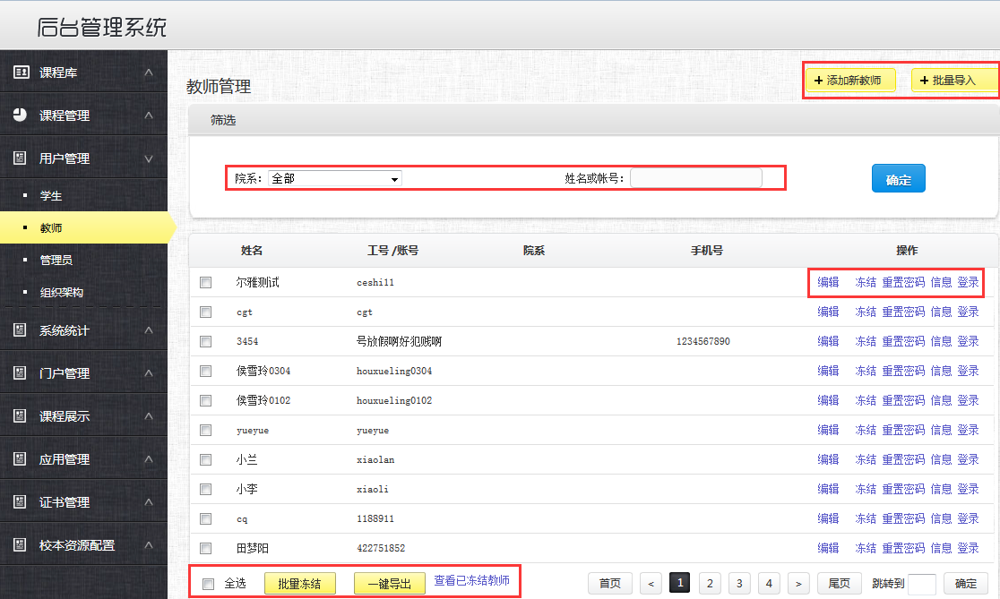 后台管理系统
课程库
课程管理
用户管理
学生
教师
管理员
组织架构
系统统计
门户管理
课程展示
应用管理
证书管理
校本资源配置
教师管理
+ 添加新教师 + 批量导入
筛选
院系： 全部 姓名或帐号：
确定
姓名 工号 /账号 院系 手机号 操作
尔雅测试 ceshi11 编辑 冻结 重置密码 信息 登录
cgt cgt 编辑 冻结 重置密码 信息 登录
3454 号放假啊好犯贱啊 1234567890 编辑 冻结 重置密码 信息 登录
侯雪玲0304 houxueling0304 编辑 冻结 重置密码 信息 登录
侯雪玲0102 houxueling0102 编辑 冻结 重置密码 信息 登录
yueyue yueyue 编辑 冻结 重置密码 信息 登录
小兰 xiaolan 编辑 冻结 重置密码 信息 登录
小李 xiaoli 编辑 冻结 重置密码 信息 登录
cq 1188911 编辑 冻结 重置密码 信息 登录
田梦阳 422751852 编辑 冻结 重置密码 信息 登录
全选 批量冻结 一键导出 查看已冻结教师
首页 < 1 2 3 4 > 尾页 跳转到 确定